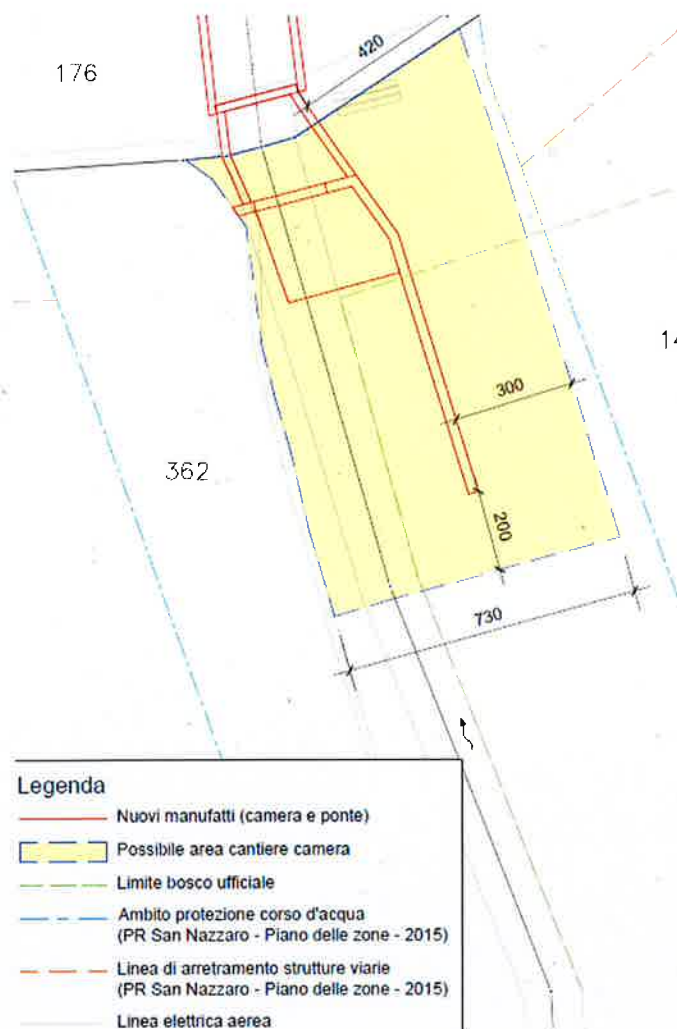 420
176
14
300
362
200
730
Legenda
Nuovi manufatti (camera e ponte)
Possibile area cantiere camera
Limite bosco ufficiale
Ambito protezione corso d'acqua
(PR San Nazzaro - Piano delle zone - 2015)
Linea di arretramento strutture viarie
(PR San Nazzaro - Piano delle zone - 2015)
Linea elettrica aerea